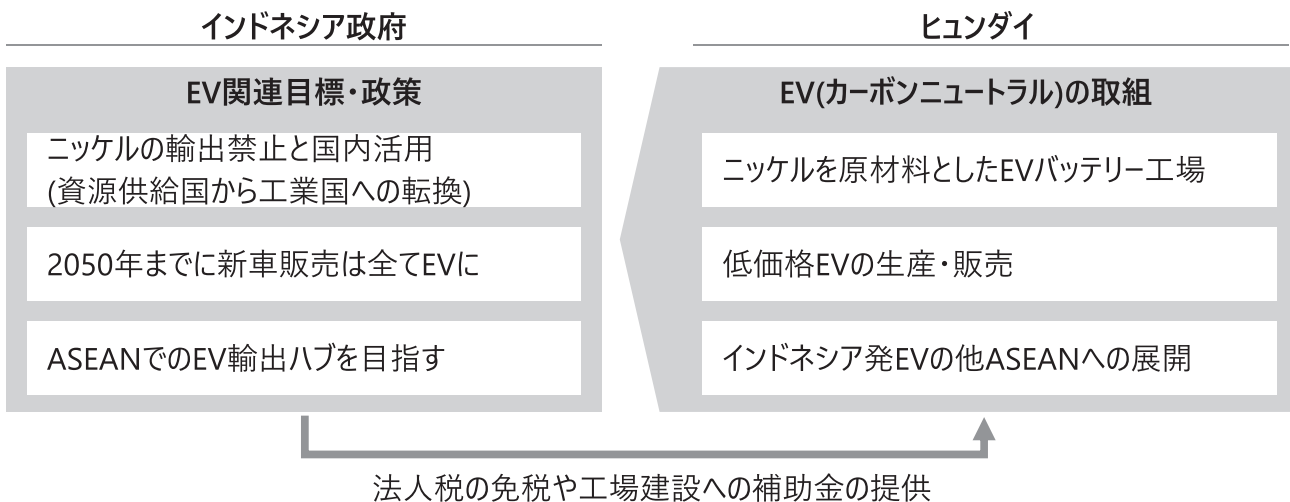 インドネシア政府
EV関連目標・政策
ニッケルの輸出禁止と国内活用
(資源供給国から工業国への転換)
2050年までに新車販売は全てEVに
ASEANでのEV輸出ハブを目指す
ヒュンダイ
EV(カーボンニュートラル)の取組
ニッケルを原材料としたEVバッテリー工場
低価格EVの生産・販売
インドネシア発EVの他ASEANへの展開
法人税の免税や工場建設への補助金の提供